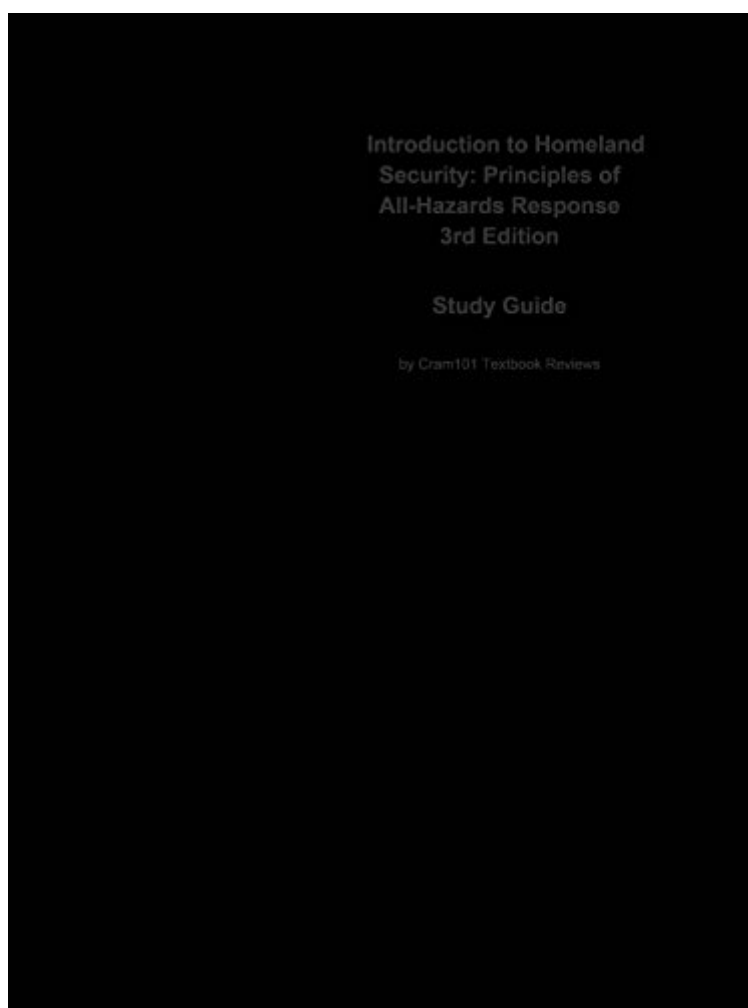 Introduction to Homeland
Security: Principles of
All-Hazards Response
3rd Edition
Study Guide
by Cram101 Textbook Reviews